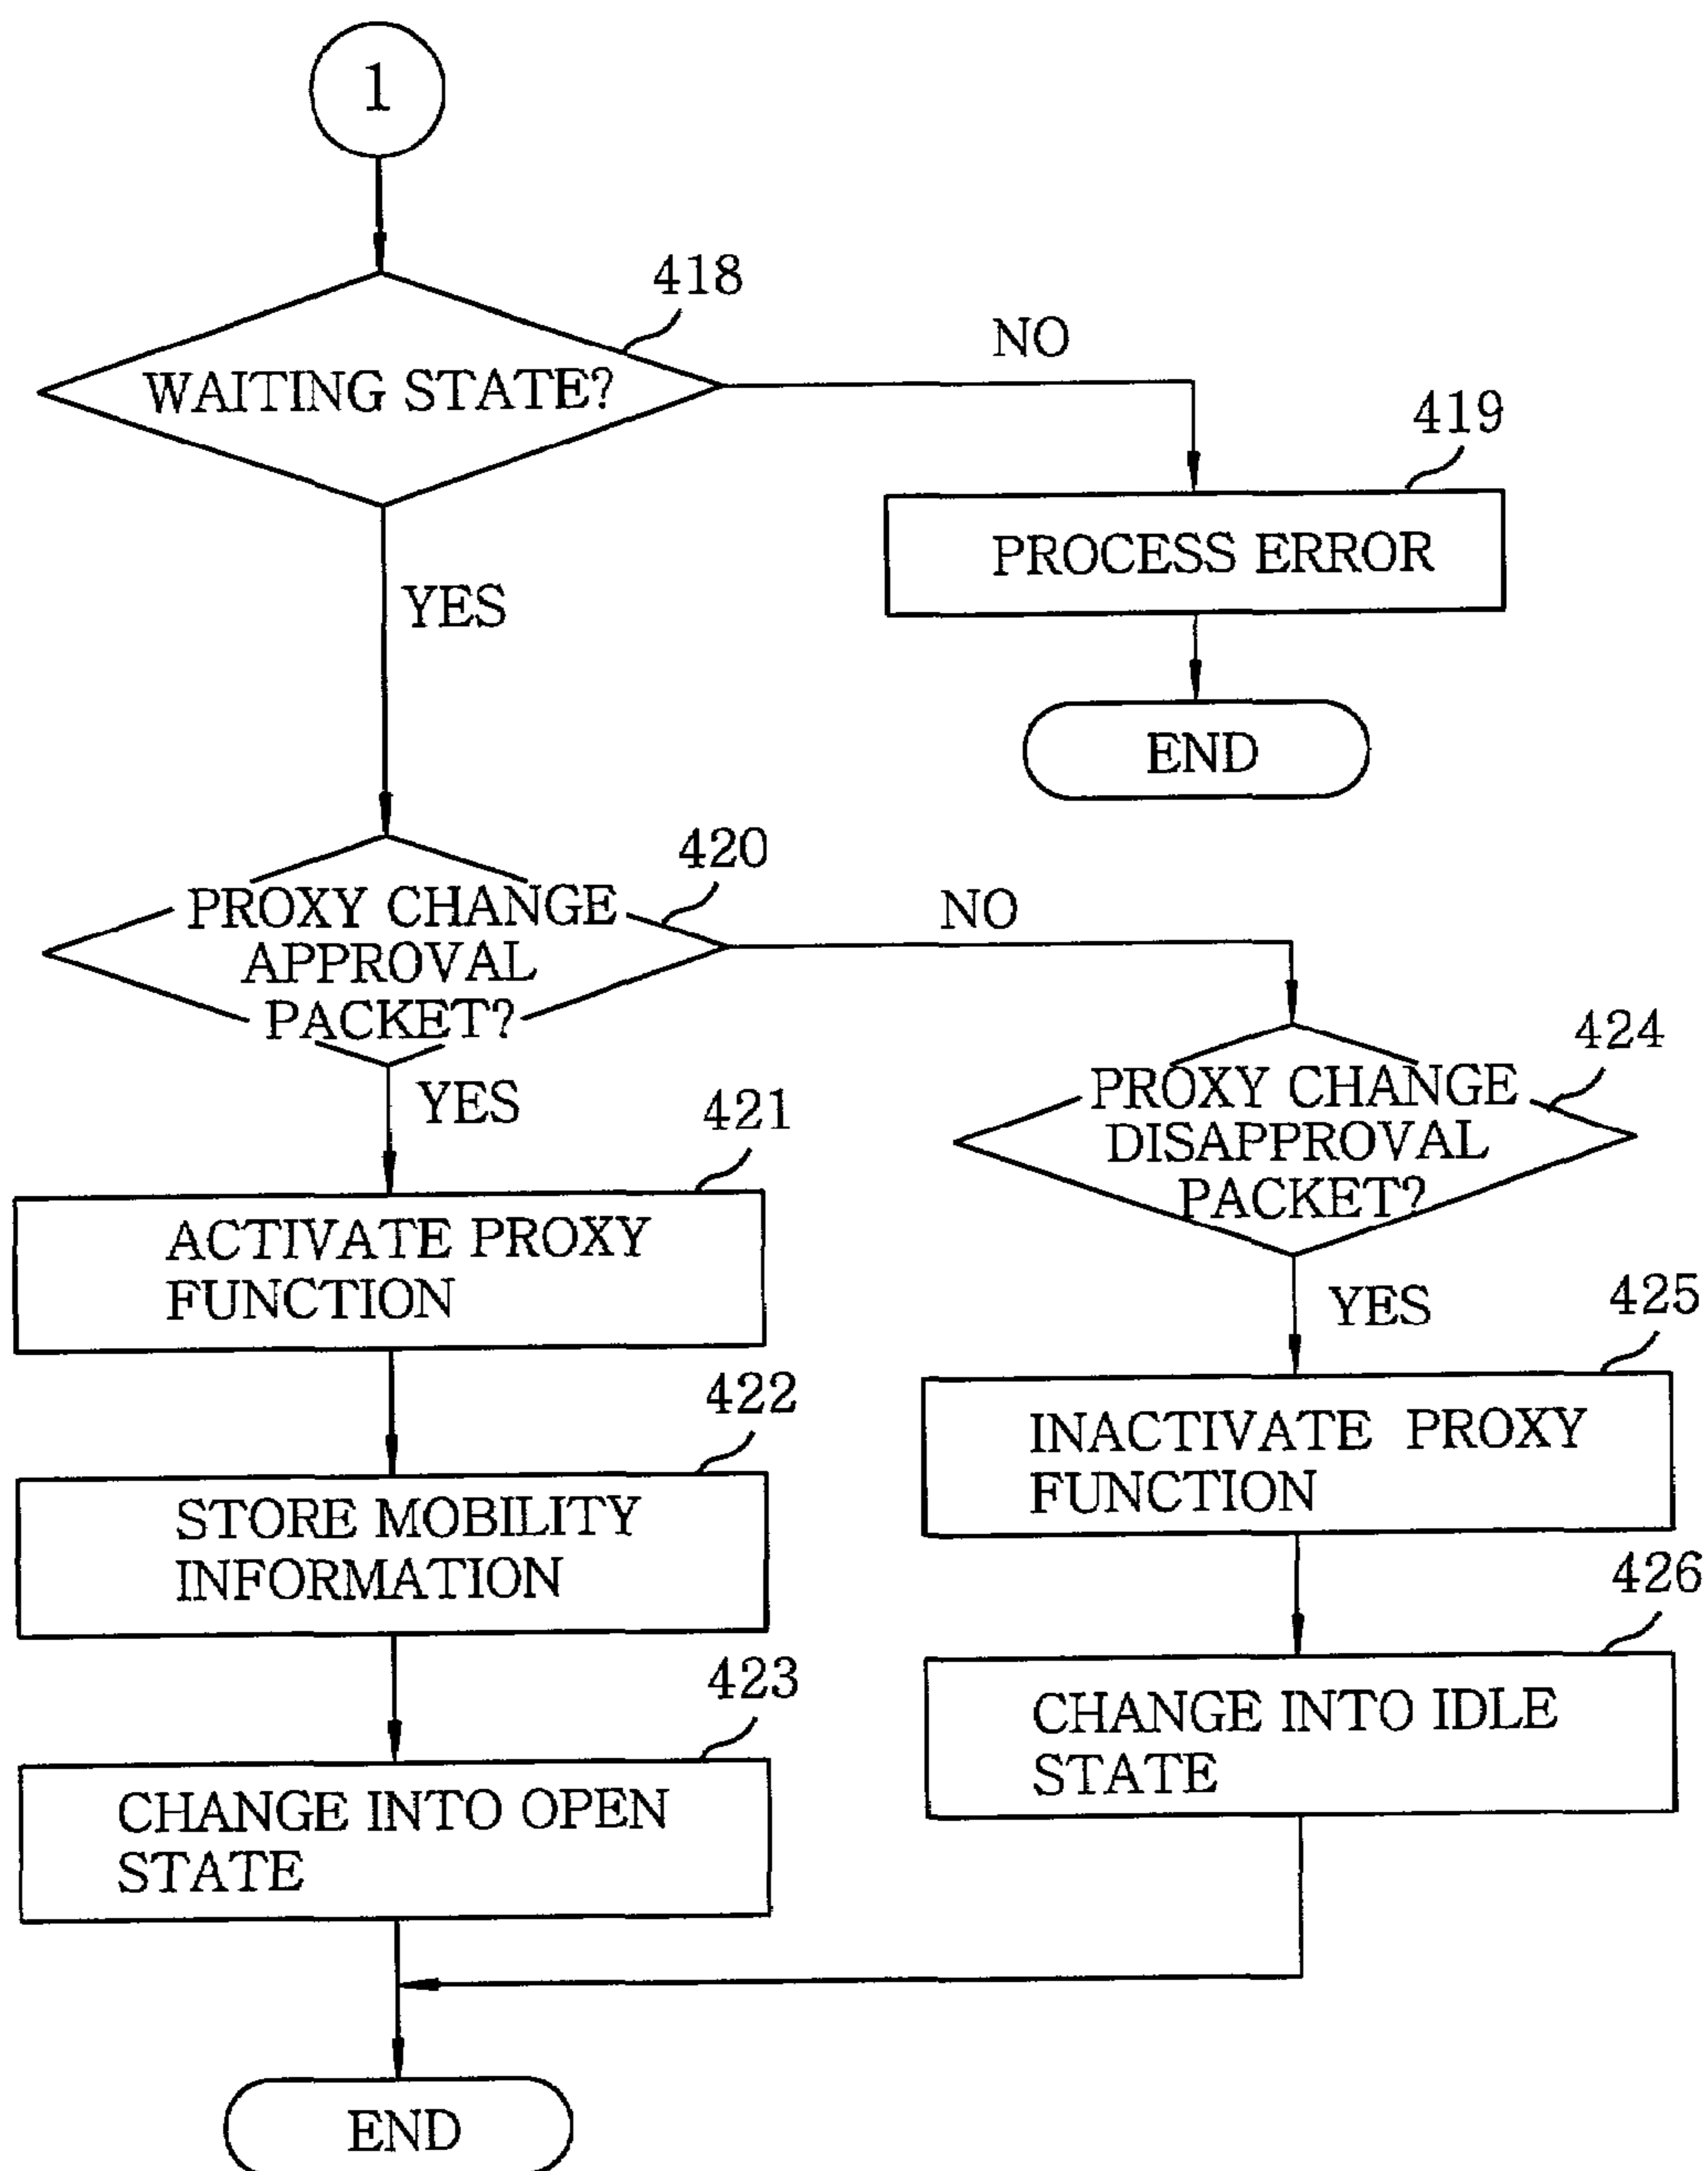 1
418
WAITING STATE?
NO
419
PROCESS ERROR
YES
END
420
PROXY CHANGE
APPROVAL
PACKET?
NO
424
PROXY CHANGE
DISAPPROVAL
PACKET?
YES
421
ACTIVATE PROXY
FUNCTION
YES
425
INACTIVATE PROXY
FUNCTION
422
STORE MOBILITY
INFORMATION
426
CHANGE INTO IDLE
STATE
423
CHANGE INTO OPEN
STATE
END